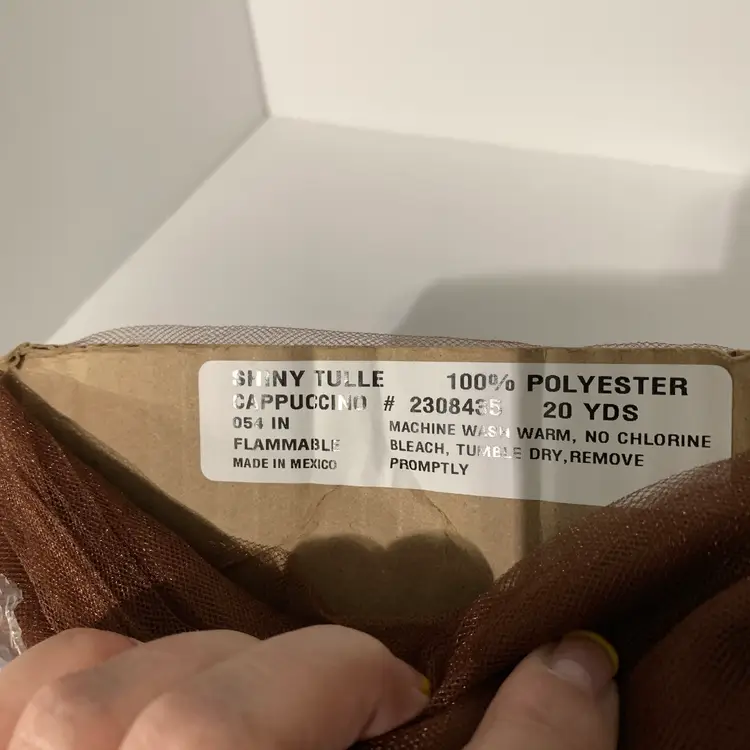 SHINY TULLE 100% POLYESTER
CAPPUCCINO # 2308435 20 YDS
054 IN
FLAMMABLE
MADE IN MEXICO
MACHINE WASH WARM, NO CHLORINE
BLEACH, TUMBLE DRY,REMOVE
PROMPTLY